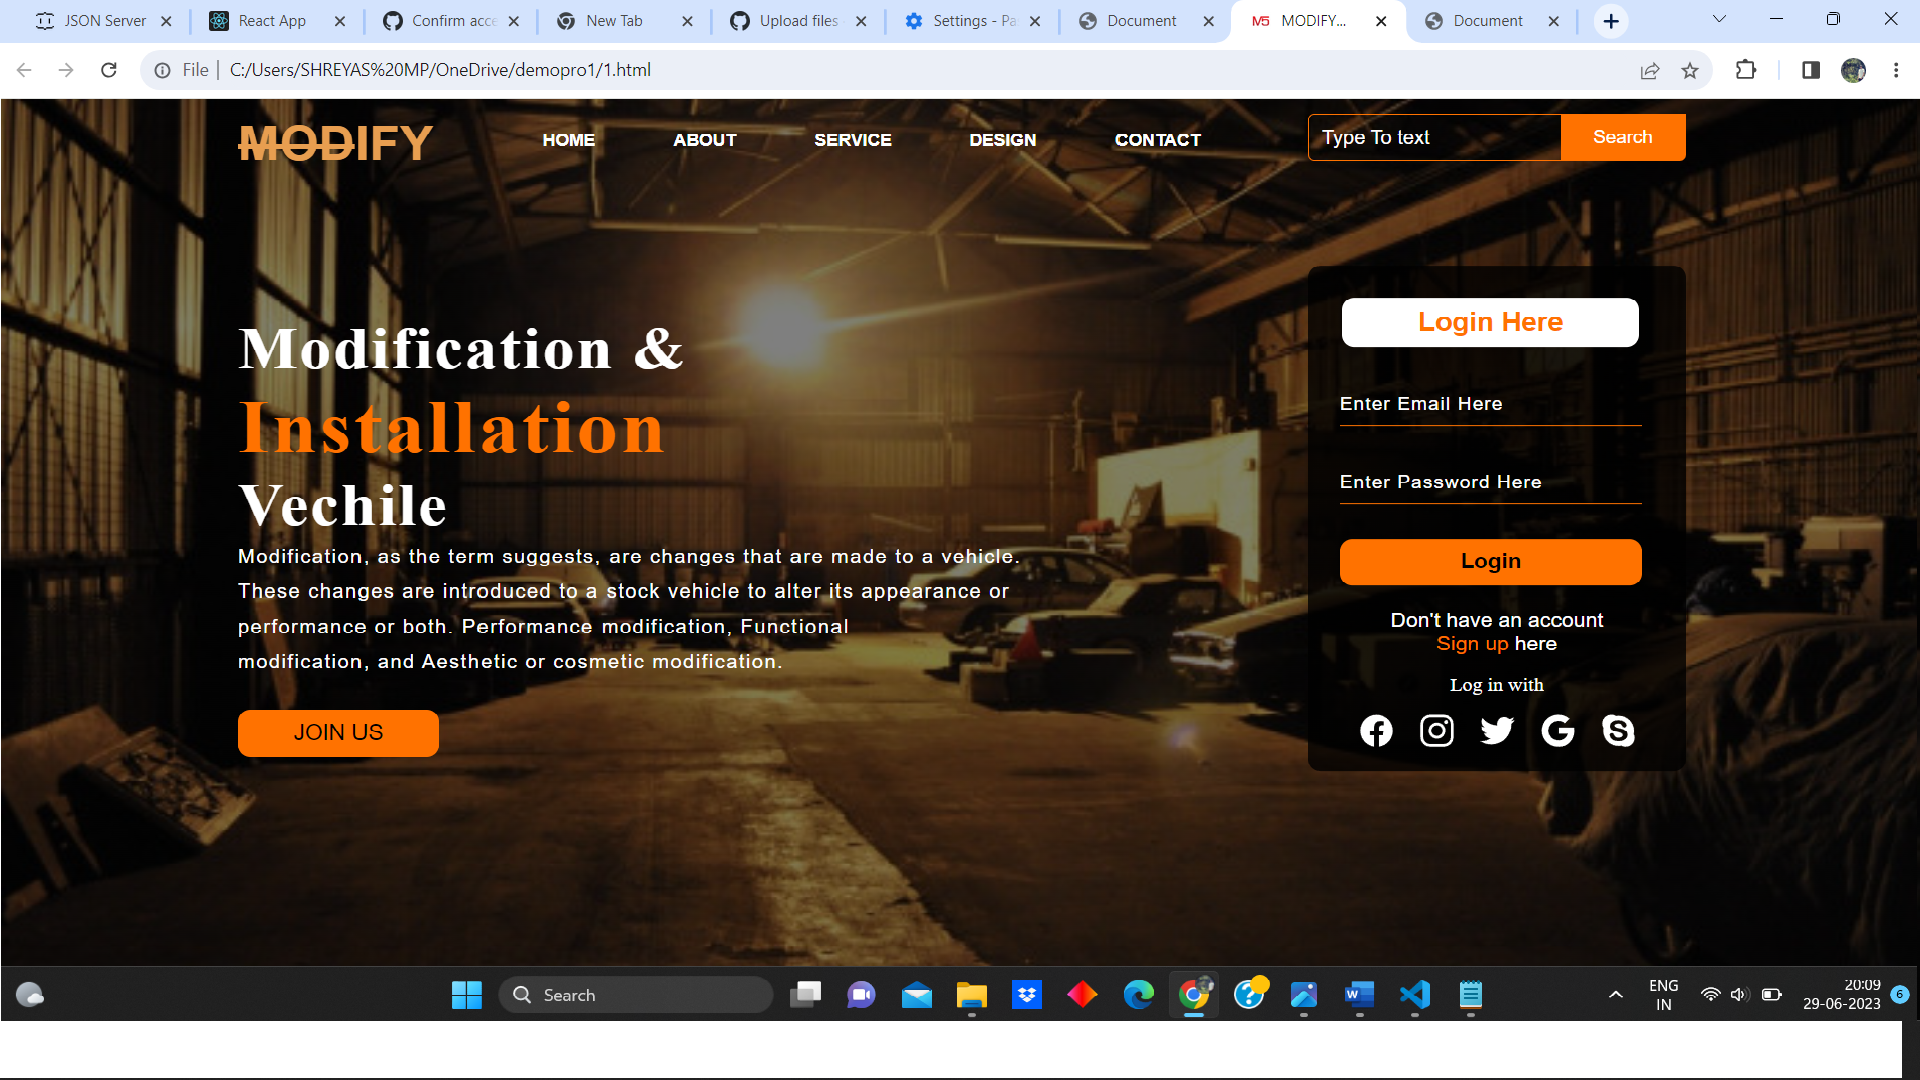 JSON Server
React App
Confirm acce
New Tab
Upload files
Settings - Pa
Document
M5 MODIFY...
Document
File
C:/Users/SHREYAS%20MP/OneDrive/demopro1/1.html
MODIFY
HOME
ABOUT
SERVICE
DESIGN
CONTACT
Type To text
Search
Modification &
Installation
Vechile
Modification, as the term suggests, are changes that are made to a vehicle.
These changes are introduced to a stock vehicle to alter its appearance or
performance or both. Performance modification, Functional
modification, and Aesthetic or cosmetic modification.
JOIN US
Login Here
Enter Email Here
Enter Password Here
Login
Don't have an account
Sign up here
Log in with
Search
ENG
IN
20:09
29-06-2023
6